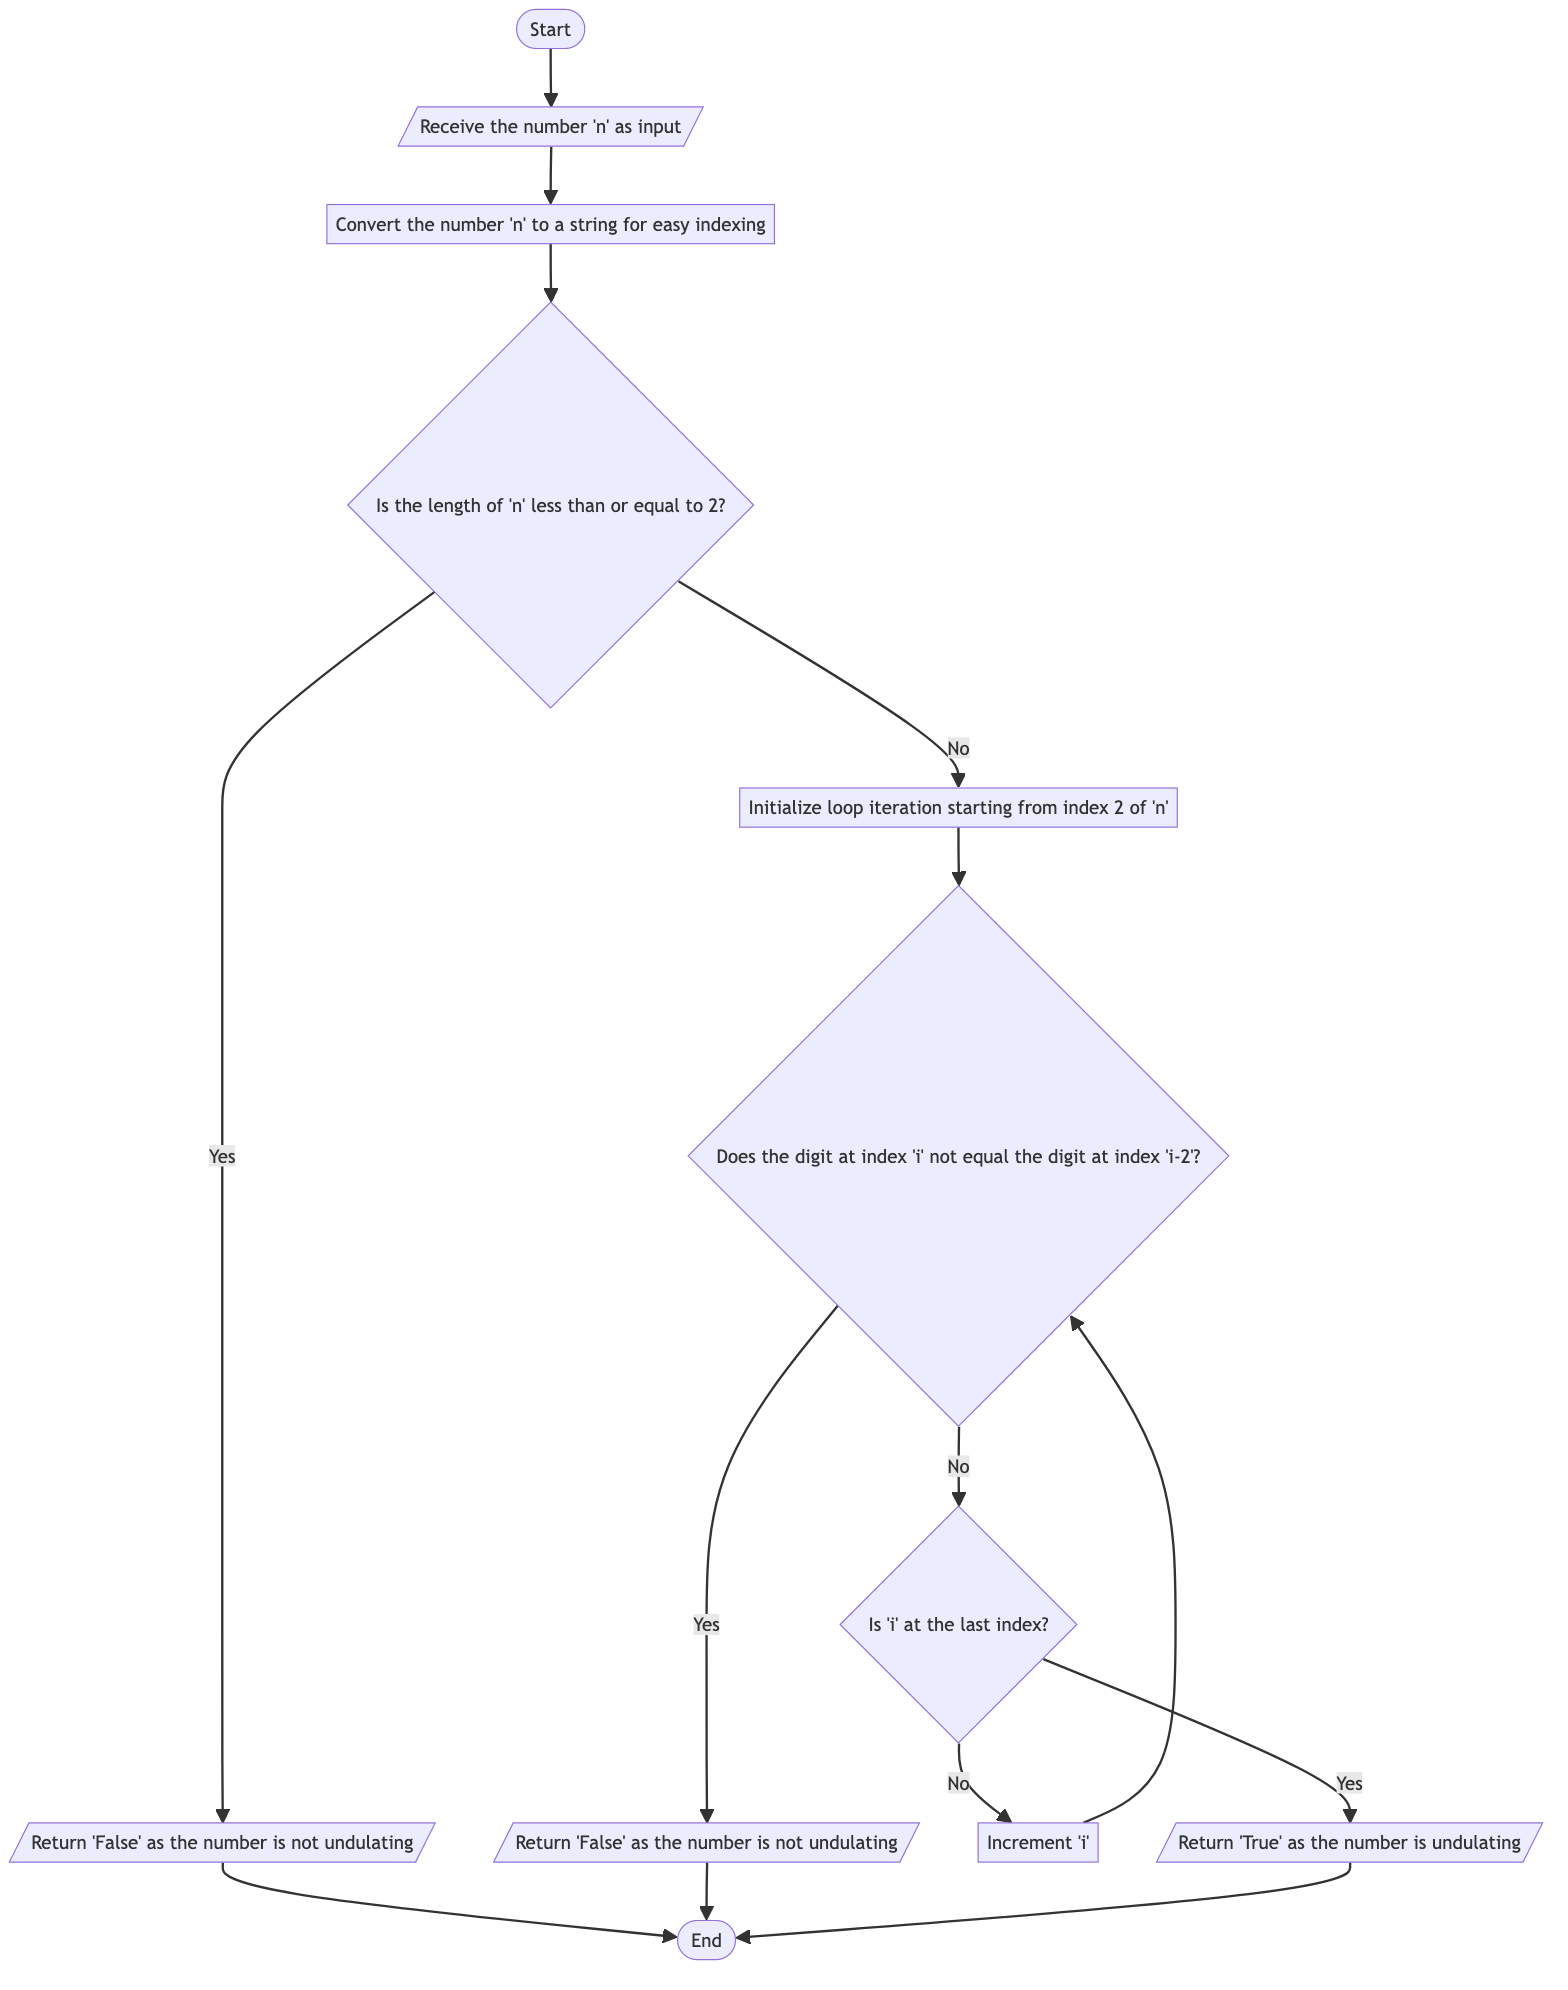 Start
Receive the number 'n' as input
Convert the number 'n' to a string for easy indexing
Is the length of 'n' less than or equal to 2?
No
Initialize loop iteration starting from index 2 of 'n'
Yes
Does the digit at index 'i' not equal the digit at index 'i-2'?
No
Yes
Is 'i' at the last index?
No
Yes
Return 'False' as the number is not undulating
Return 'False' as the number is not undulating
Increment 'i'
Return 'True' as the number is undulating
End